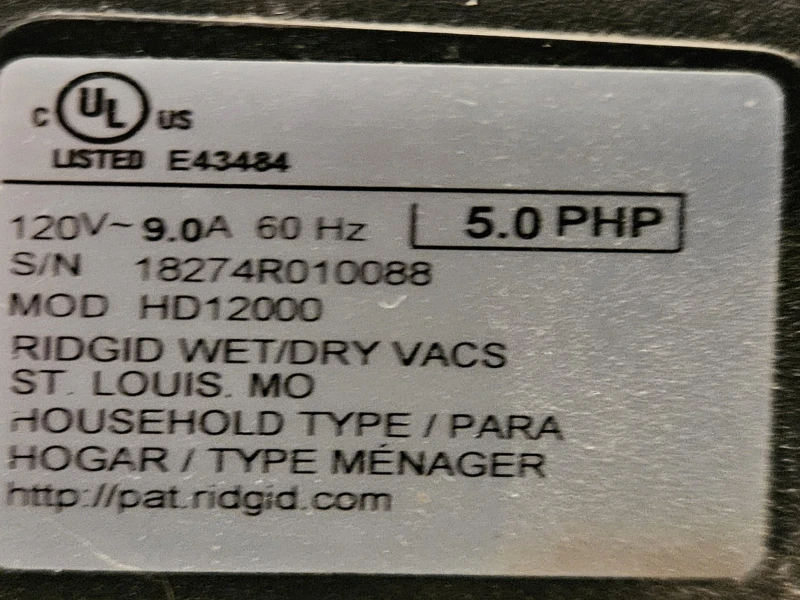 C UL US
LISTED E43484
120V~ 9.0A 60 Hz 5.0 PHP
S/N 18274R010088
MOD HD12000
RIDGID WET/DRY VACS
ST. LOUIS. MO
HOUSEHOLD TYPE / PARA
HOGAR / TYPE MÉNAGER
http://pat.ridgid.com